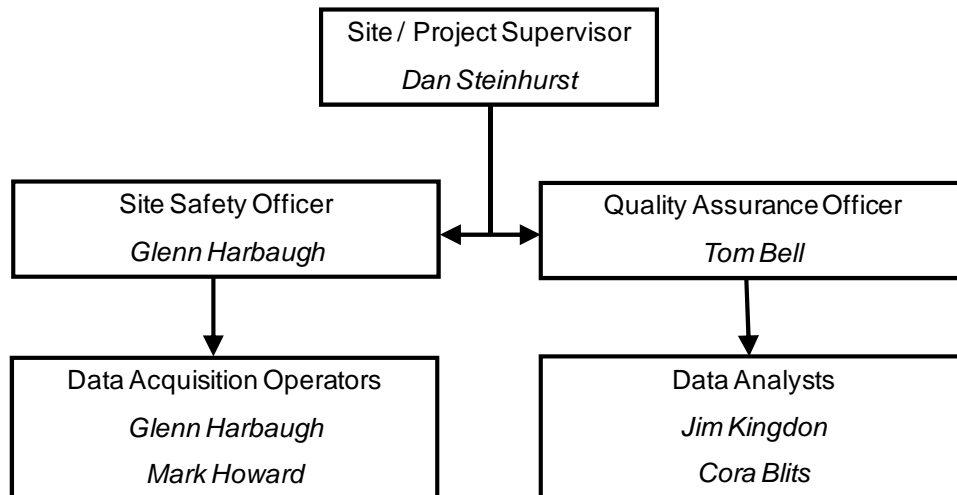 Site / Project Supervisor
Dan Steinhurst
Site Safety Officer
Glenn Harbaugh
Quality Assurance Officer
Tom Bell
Data Acquisition Operators
Glenn Harbaugh
Mark Howard
Data Analysts
Jim Kingdon
Cora Blits